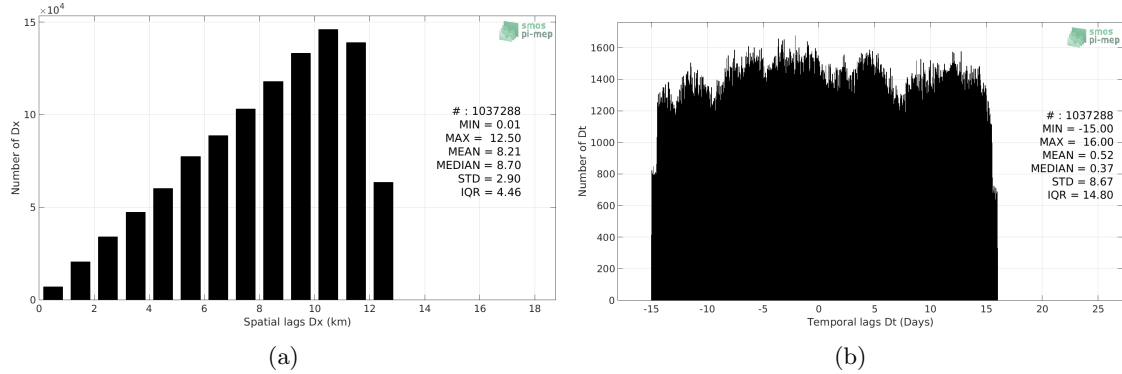 ×10⁴
15
10
5
0
Number of Dx
0 2 4 6 8 10 12 14 16 18
Spatial lags Dx (km)
smos
pi-mep
# : 1037288
MIN = 0.01
MAX = 12.50
MEAN = 8.21
MEDIAN = 8.70
STD = 2.90
IQR = 4.46
(a)
1600
1400
1200
1000
800
600
400
200
0
Number of Dt
-15 -10 -5 0 5 10 15 20 25
Temporal lags Dt (Days)
smos
pi-mep
# : 1037288
MIN = -15.00
MAX = 16.00
MEAN = 0.52
MEDIAN = 0.37
STD = 8.67
IQR = 14.80
(b)